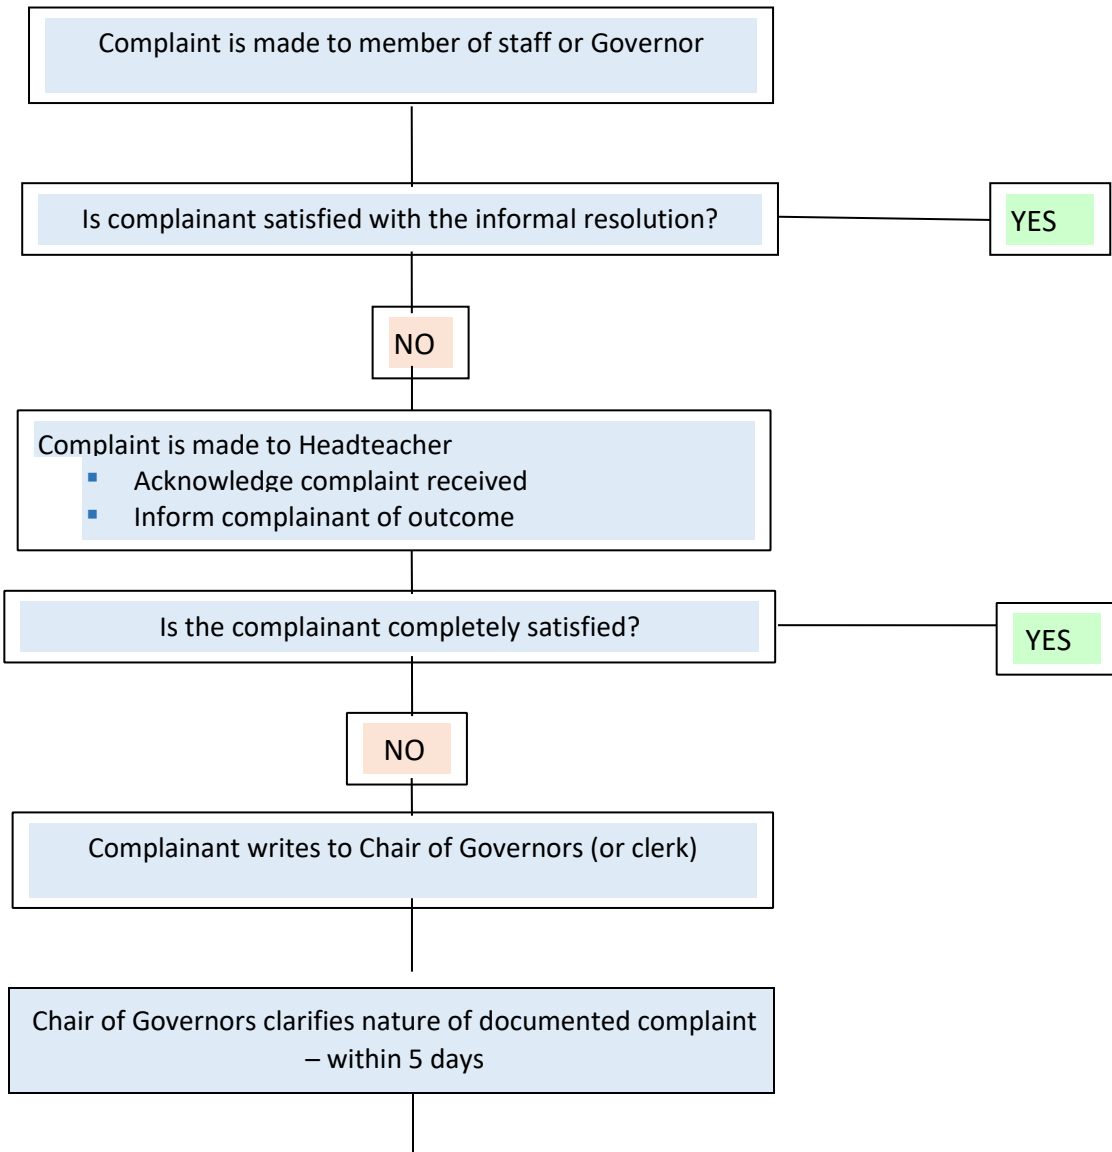 Complaint is made to member of staff or Governor
Is complainant satisfied with the informal resolution?
YES
NO
Complaint is made to Headteacher
▪ Acknowledge complaint received
▪ Inform complainant of outcome
Is the complainant completely satisfied?
YES
NO
Complainant writes to Chair of Governors (or clerk)
Chair of Governors clarifies nature of documented complaint
– within 5 days